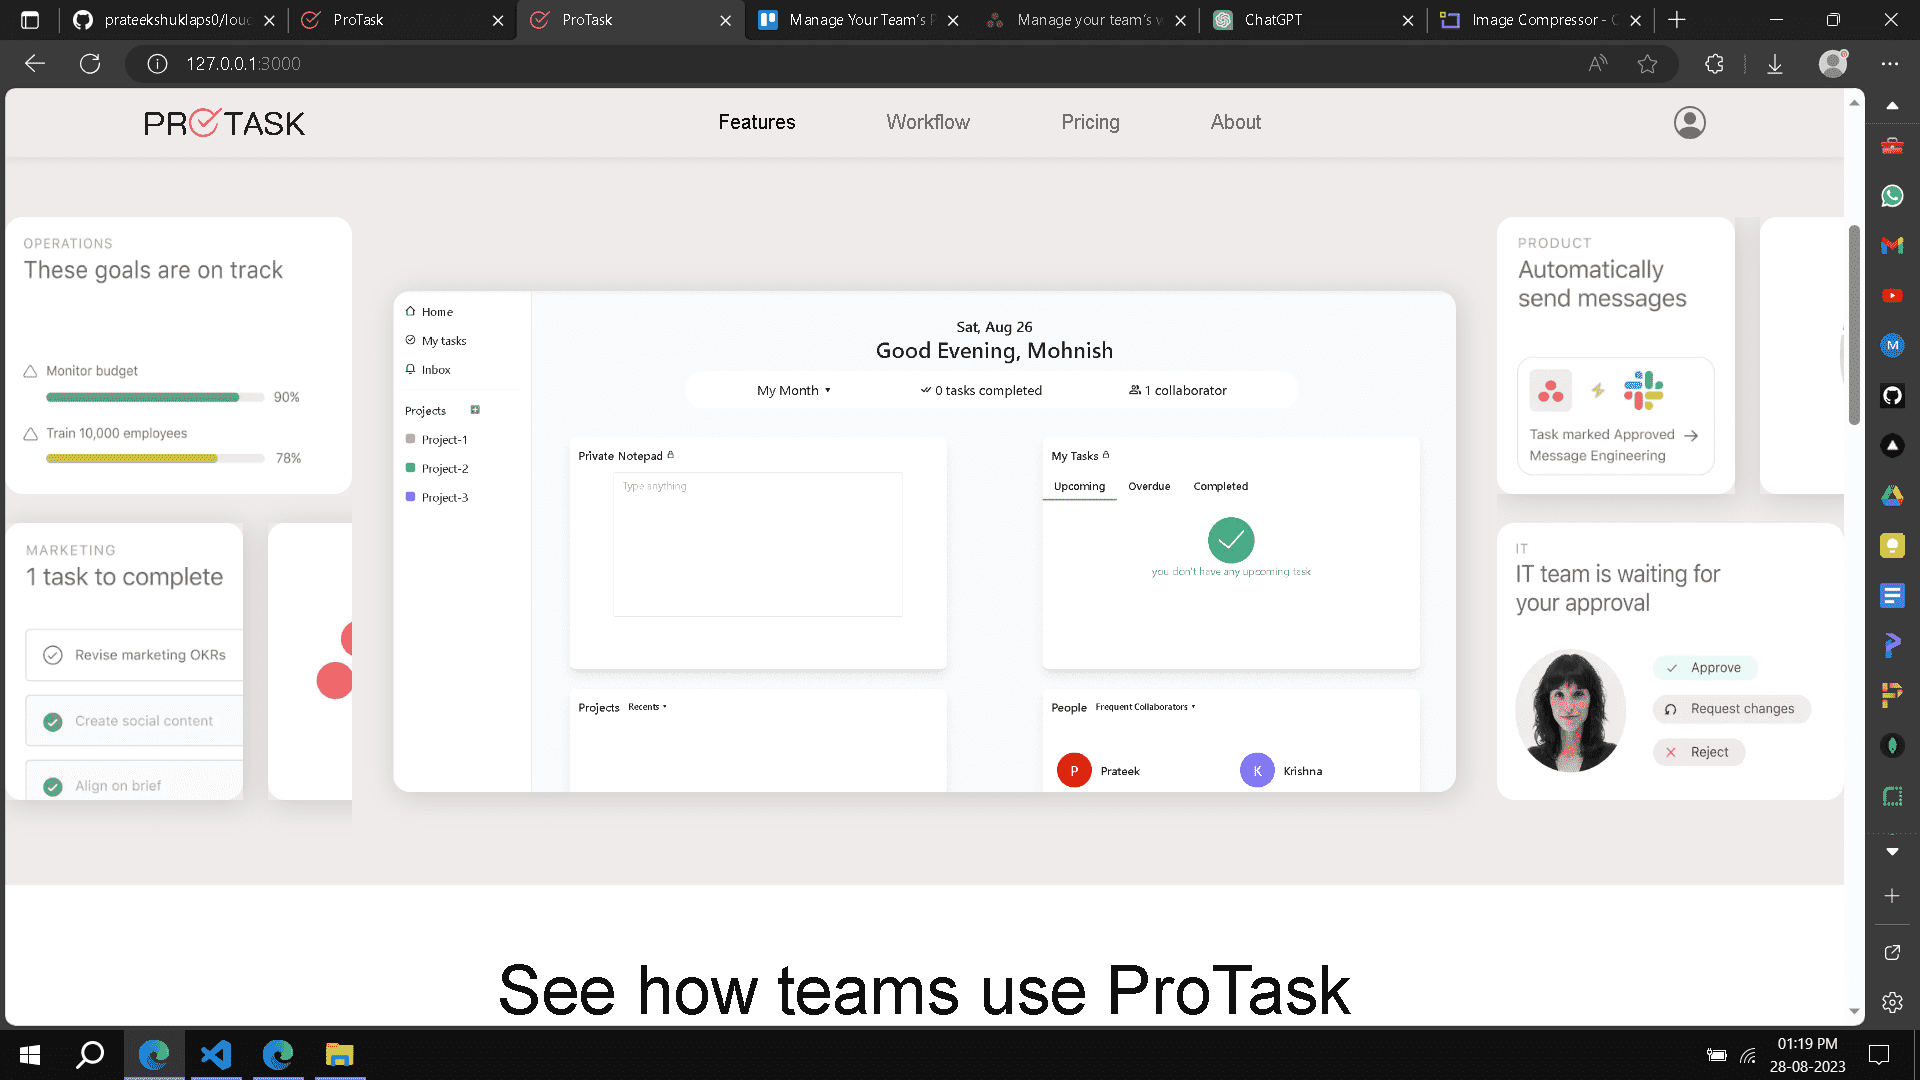 prateekshuklaps0/louc
ProTask
ProTask
Manage Your Team's P
Manage your team's w
ChatGPT
Image Compressor - C
127.0.0.1:3000
PROTASK
Features
Workflow
Pricing
About
OPERATIONS
These goals are on track
Monitor budget
90%
Train 10,000 employees
78%
MARKETING
1 task to complete
Revise marketing OKRs
Create social content
Align on brief
Home
My tasks
Inbox
Projects
Project-1
Project-2
Project-3
Sat, Aug 26
Good Evening, Mohnish
My Month
0 tasks completed
1 collaborator
Private Notepad
Type anything
My Tasks
Upcoming
Overdue
Completed
you don't have any upcoming task
Projects
Recents
People
Frequent Collaborators
P
Prateek
K
Krishna
PRODUCT
Automatically
send messages
Task marked Approved
Message Engineering
IT
IT team is waiting for
your approval
Approve
Request changes
Reject
See how teams use ProTask
M
01:19 PM
28-08-2023